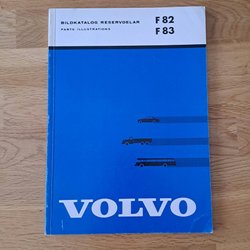 BILDKATALOG RESERVDELAR
PARTS ILLUSTRATIONS
F 82
F 83
VOLVO